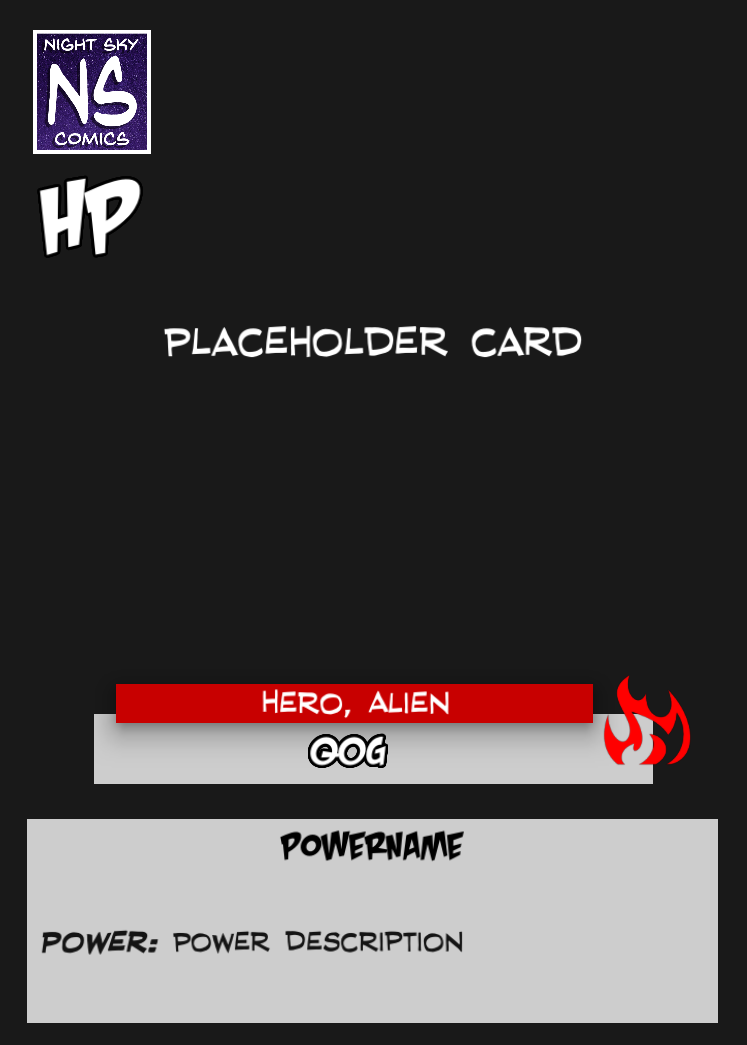 NIGHT SKY
NS
COMICS
HP
PLACEHOLDER CARD
HERO, ALIEN
QOG
POWERNAME
POWER: POWER DESCRIPTION